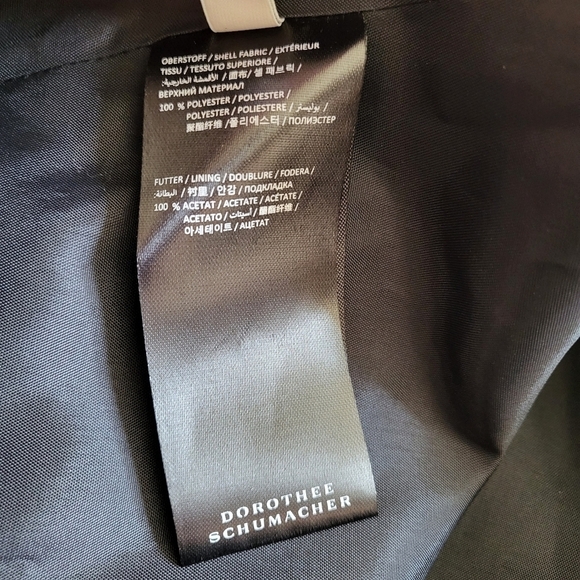 OBERSTOFF / SHELL FABRIC / EXTÉRIEUR
TISSU / TESSUTO SUPERIORE /
الأقمشة الخارجية: / 面布 / 셸 패브릭 /
ВЕРХНИЙ МАТЕРИАЛ
100 % POLYESTER / POLYESTER /
POLYESTER / POLIESTERE / بوليستر /
聚酯纤维 /폴리에스터 / ПОЛИЭСТЕР
FUTTER / LINING / DOUBLURE / FODERA /
البطانة: / 衬里 / 안감 / ПОДКЛАДКА
100 % ACETAT / ACETATE / ACÉTATE /
ACETATO / أسيتات / 醋酯纤维 /
아세테이트 / АЦЕТАТ
DOROTHEE
SCHUMACHER